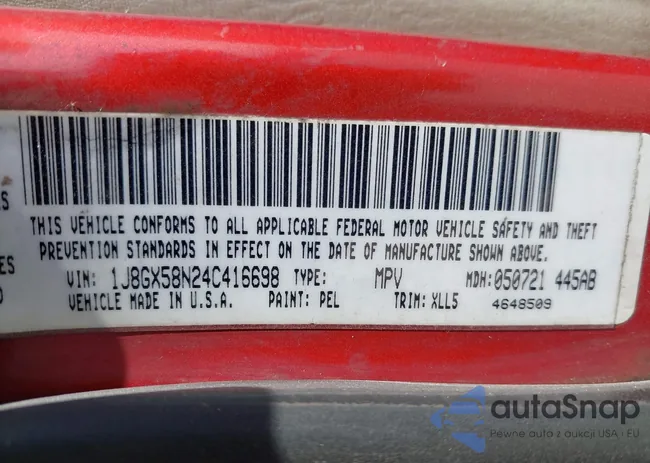 THIS VEHICLE CONFORMS TO ALL APPLICABLE FEDERAL MOTOR VEHICLE SAFETY AND THEFT
PREVENTION STANDARDS IN EFFECT ON THE DATE OF MANUFACTURE SHOWN ABOVE.
VIN: 1J8GX58N24C416698 TYPE: MPV MDH:050721 445AB
VEHICLE MADE IN U.S.A. PAINT: PEL TRIM: XLL5 4648509
autoSnap
Pewne auto z aukcji USA i EU